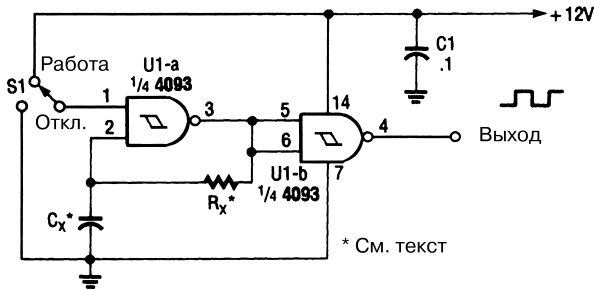 + 12V
C1
.1
Работа
U1-a
1/4 4093
S1
1
3
5
14
Откл.
2
6
4
Выход
U1-b
7
1/4 4093
Rx*
Cx*
* См. текст